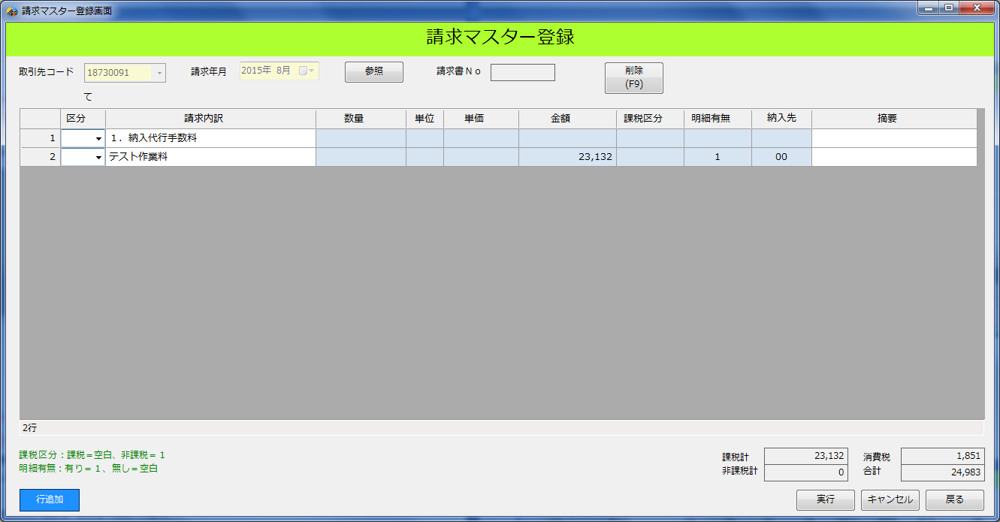 請求マスター登録画面
請求マスター登録
取引先コード 18730091 請求年月 2015年 8月 参照 請求書Ｎｏ 削除
(F9)
て
区分 請求内訳 数量 単位 単価 金額 課税区分 明細有無 納入先 摘要
1 １．納入代行手数料
2 テスト作業料 23,132 1 00
2行
課税区分：課税＝空白、非課税＝１
明細有無：有り＝１、無し＝空白
課税計 23,132 消費税 1,851
非課税計 0 合計 24,983
行追加 実行 キャンセル 戻る